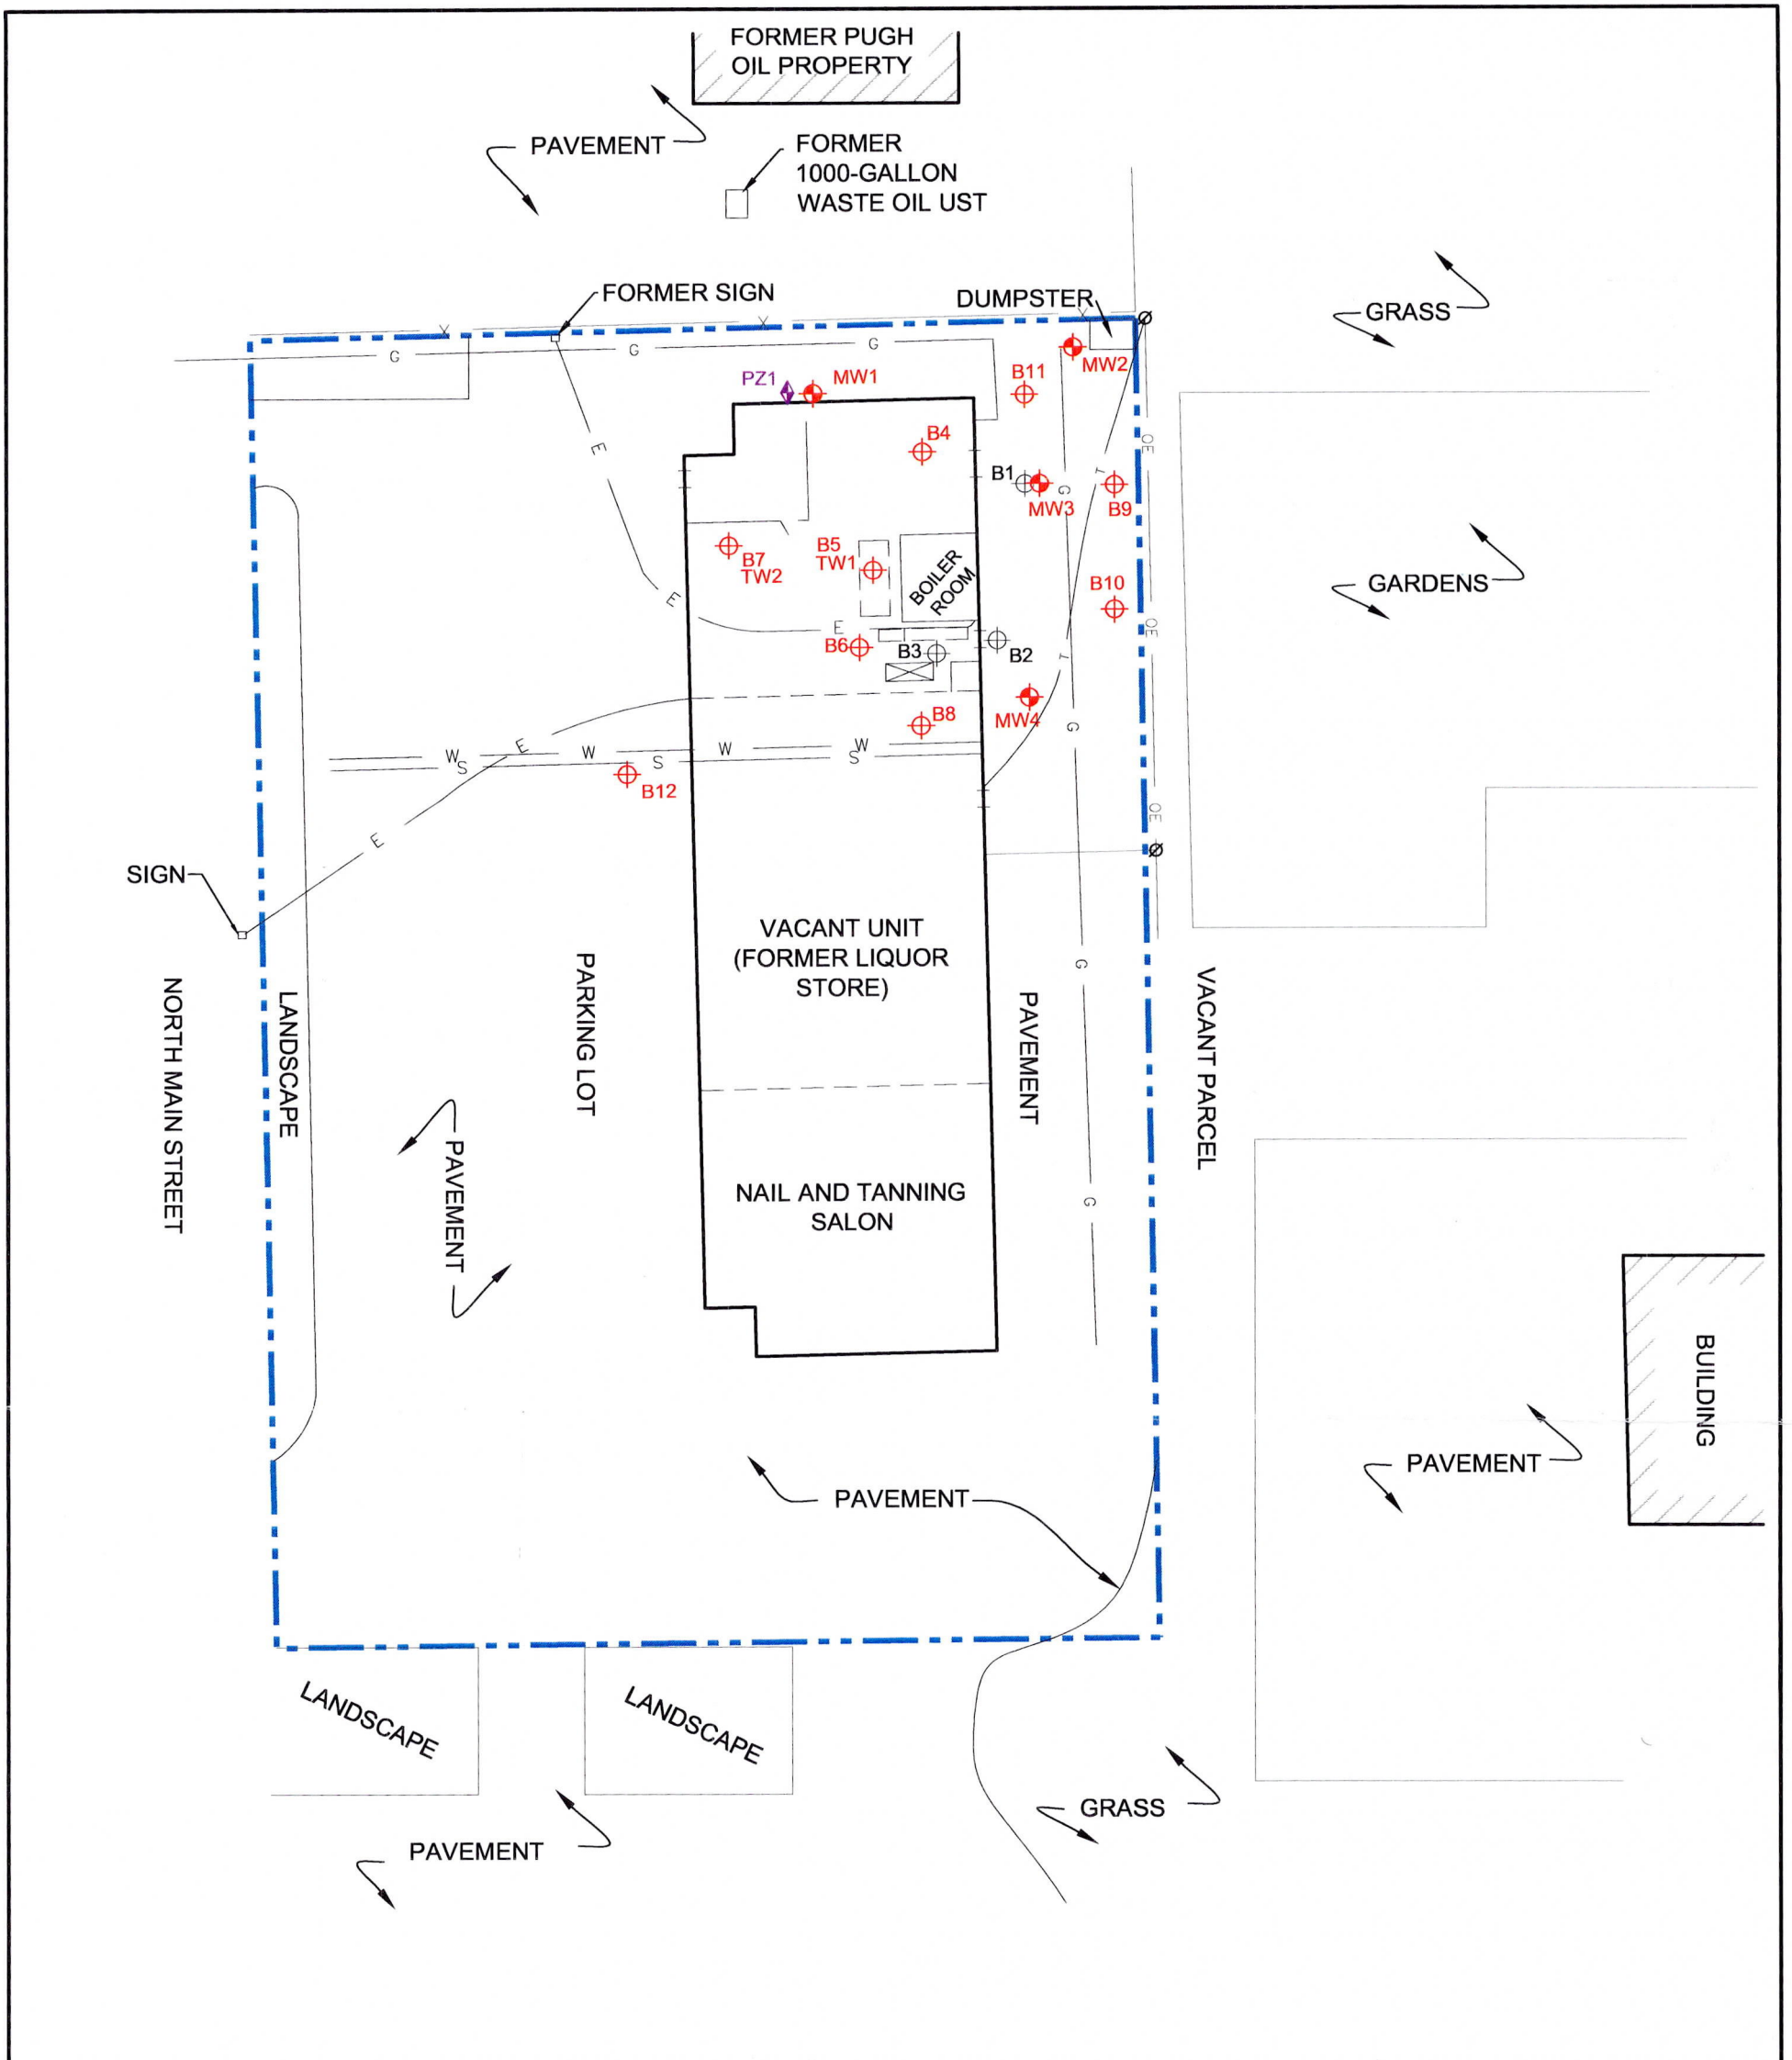 FORMER PUGH
OIL PROPERTY
PAVEMENT
FORMER
1000-GALLON
WASTE OIL UST
FORMER SIGN
DUMPSTER
GRASS
X
X
X
G
G
G
MW2
PZ1
MW1
B11
B4
E
OE
B1
T
G
MW3
B9
B7
TW2
B5
TW1
BOILER
ROOM
B10
GARDENS
E
E
OE
B6
B3
B2
T
MW4
B8
G
W
W
W
W
E
S
S
S
B12
OE
E
SIGN
VACANT UNIT
(FORMER LIQUOR
STORE)
G
NORTH MAIN STREET
LANDSCAPE
PARKING LOT
PAVEMENT
VACANT PARCEL
PAVEMENT
NAIL AND TANNING
SALON
G
BUILDING
PAVEMENT
PAVEMENT
LANDSCAPE
LANDSCAPE
GRASS
PAVEMENT